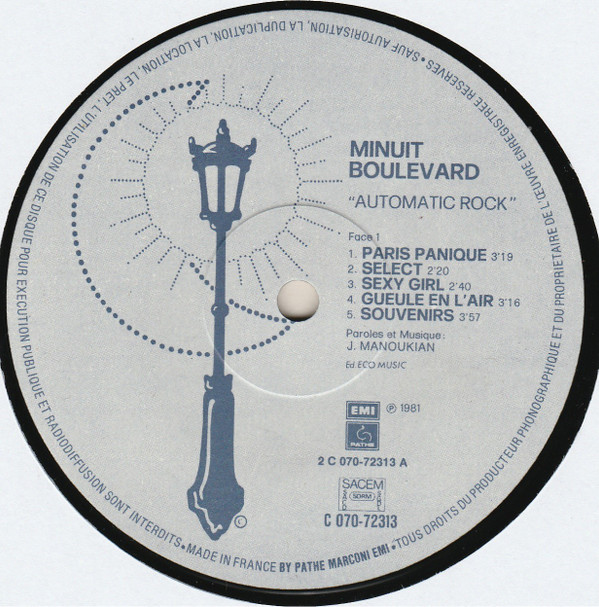 MINUIT
BOULEVARD
"AUTOMATIC ROCK"
Face 1
1. PARIS PANIQUE 3'19
2. SELECT 2'20
3. SEXY GIRL 2'40
4. GUEULE EN L'AIR 3'16
5. SOUVENIRS 3'57
Paroles et Musique:
J. MANOUKIAN
Ed ECO MUSIC
EMI ℗ 1981
PATHE
2 C 070-72313 A
SACEM
SDRM
C 070-72313
©
•TOUS DROITS DU PRODUCTEUR PHONOGRAPHIQUE ET DU PROPRIETAIRE DE L'ŒUVRE ENREGISTREE RESERVES•SAUF AUTORISATION, LA DUPLICATION, LA LOCATION, LE PRET, L'UTILISATION DE CE DISQUE POUR EXECUTION PUBLIQUE ET RADIODIFFUSION SONT INTERDITS•MADE IN FRANCE BY PATHE MARCONI EMI